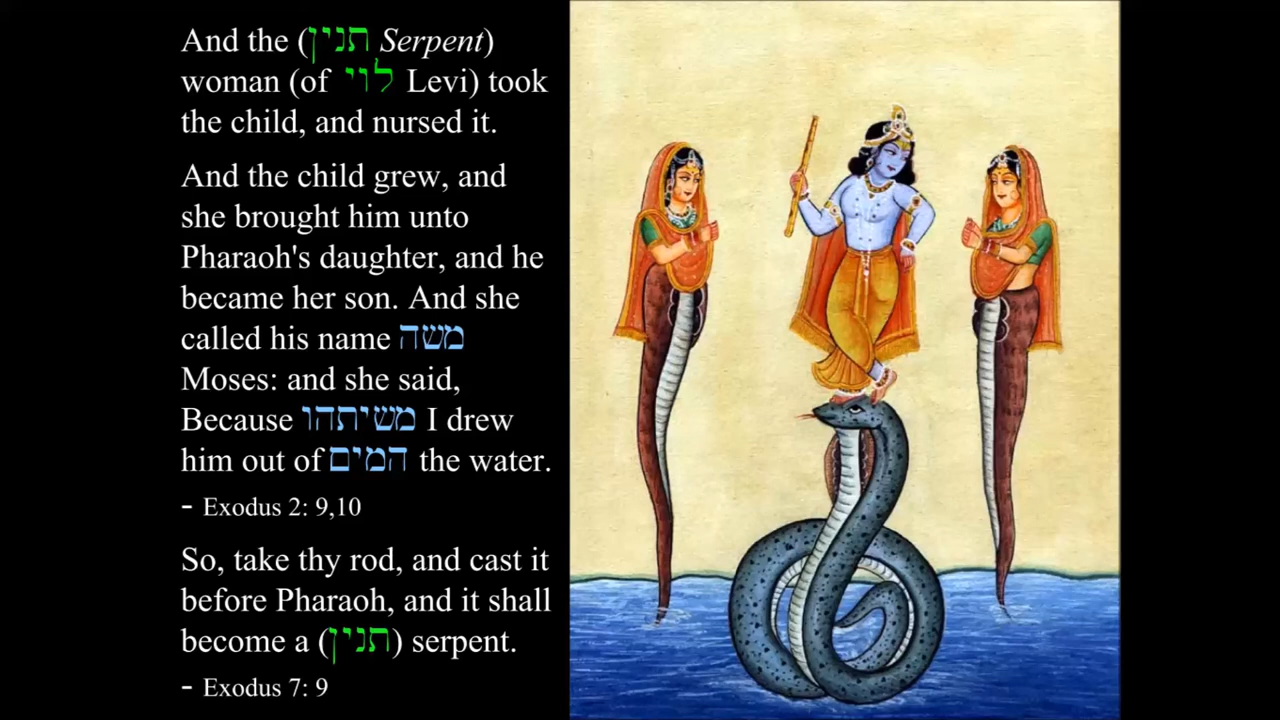 And the (תנין Serpent)
woman (of לוי Levi) took
the child, and nursed it.
And the child grew, and
she brought him unto
Pharaoh's daughter, and he
became her son. And she
called his name משה
Moses: and she said,
Because משיתהו I drew
him out of המים the water.
- Exodus 2: 9,10
So, take thy rod, and cast it
before Pharaoh, and it shall
become a (תנין) serpent.
- Exodus 7: 9